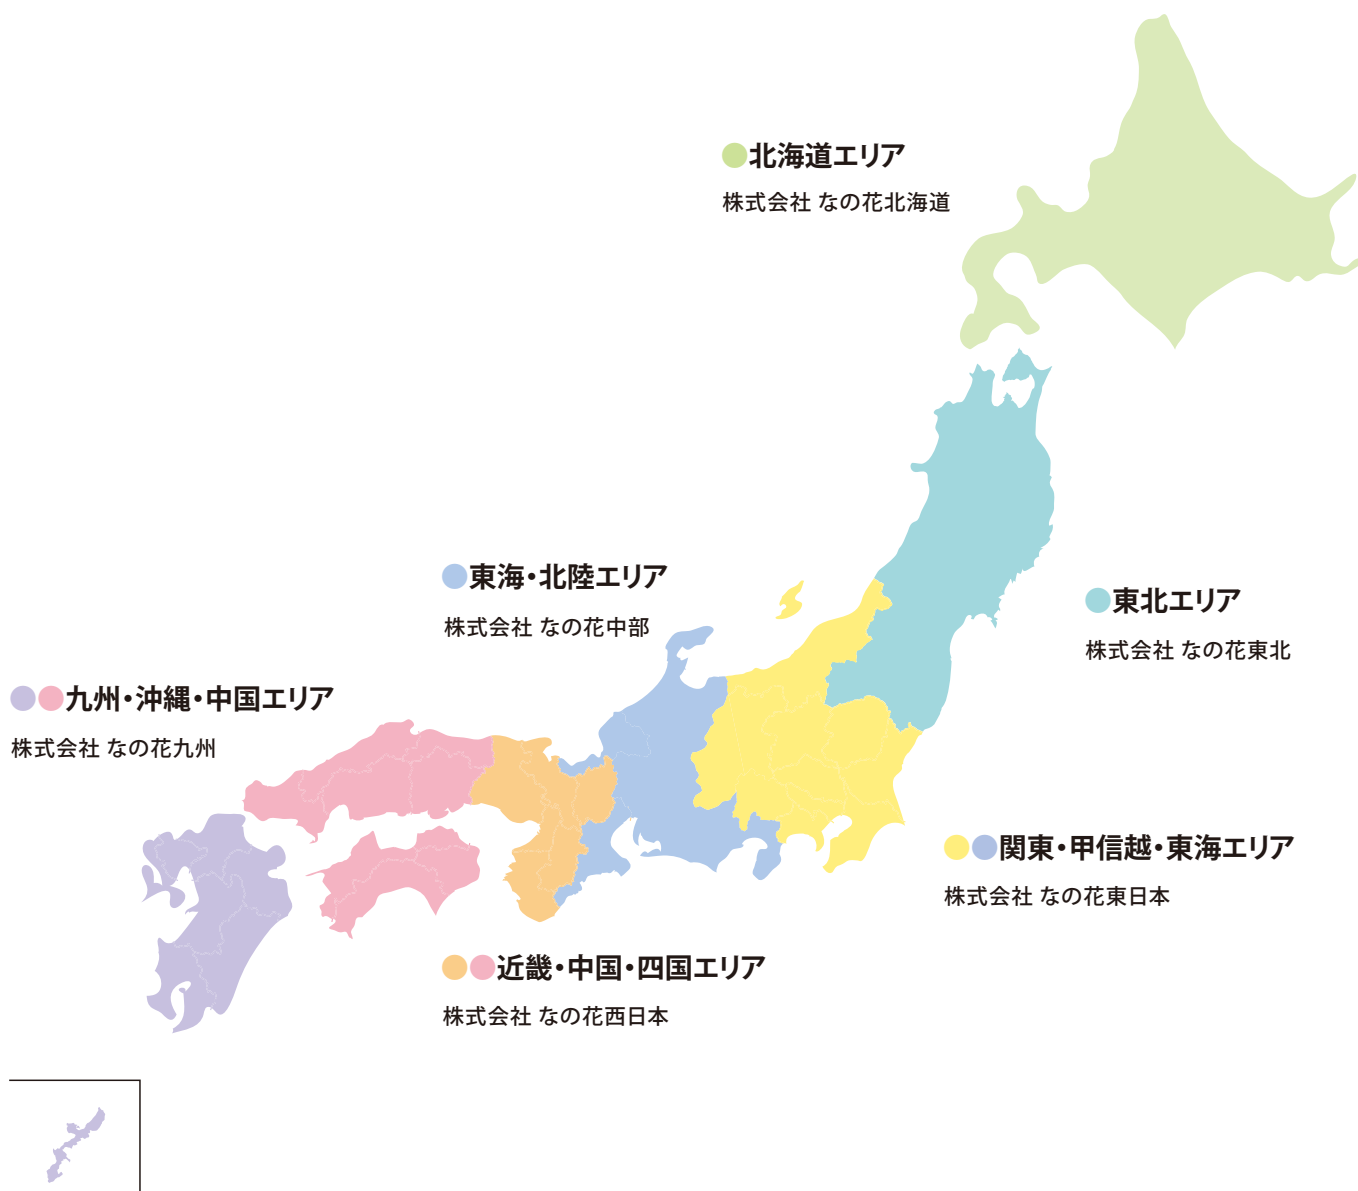 ●北海道エリア
株式会社 なの花北海道
●東海・北陸エリア
株式会社 なの花中部
●東北エリア
株式会社 なの花東北
●●九州・沖縄・中国エリア
株式会社 なの花九州
●●関東・甲信越・東海エリア
株式会社 なの花東日本
●●近畿・中国・四国エリア
株式会社 なの花西日本